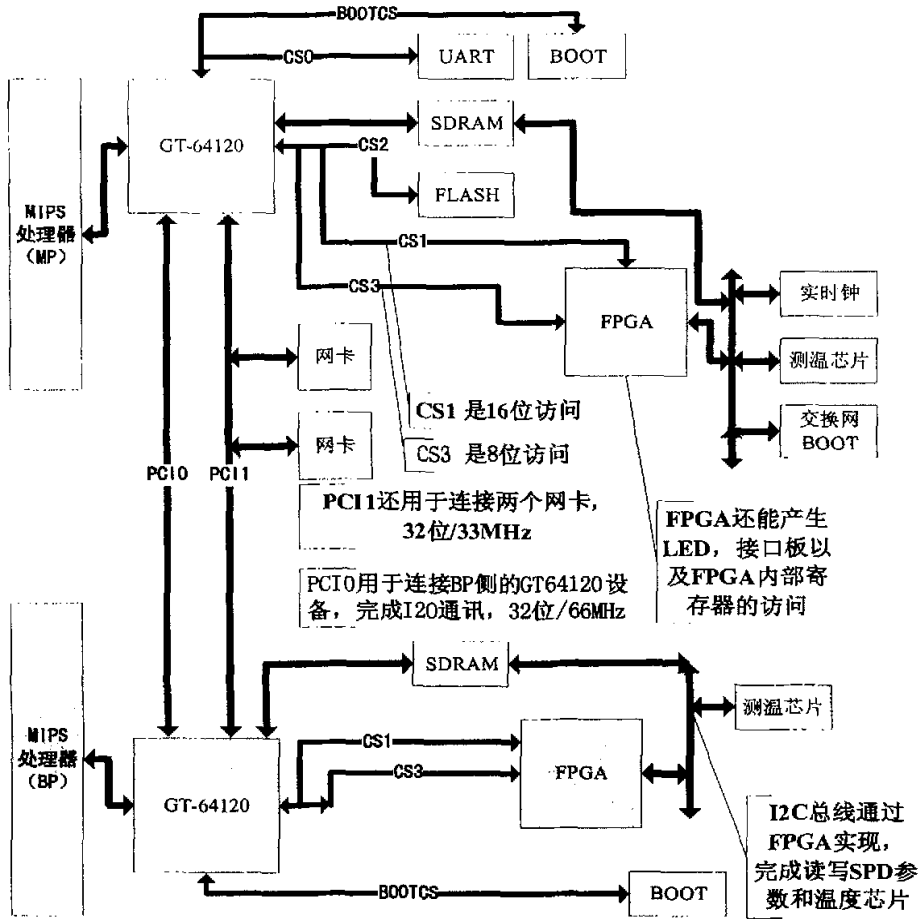 BOOTCS
CS0
UART
BOOT
GT-64120
SDRAM
CS2
FLASH
MIPS
处理器
（MP）
CS1
CS3
FPGA
实时钟
测温芯片
交换网
BOOT
网卡
网卡
CS1 是16位访问
CS3 是8位访问
PCI0
PCI1
PCI1还用于连接两个网卡，
32位/33MHz
FPGA还能产生
LED，接口板以
及FPGA内部寄
存器的访问
PCI0用于连接BP侧的GT64120设
备，完成I2O通讯，32位/66MHz
SDRAM
测温芯片
MIPS
处理器
（BP）
GT-64120
CS1
CS3
FPGA
I2C总线通过
FPGA实现，
完成读写SPD参
数和温度芯片
BOOTCS
BOOT